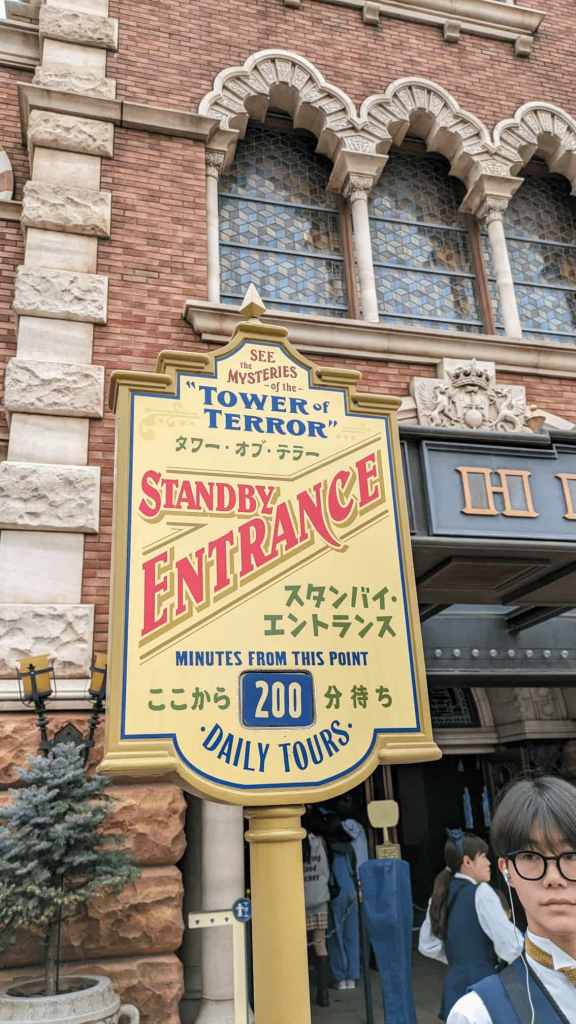 SEE
the
MYSTERIES
-of the-
"TOWER of
TERROR"
タワー・オブ・テラー
STANDBY
ENTRANCE
ENTRANCE
スタンバイ・
エントランス
MINUTES FROM THIS POINT
ここから 200 分待ち
・DAILY TOURS・
HI